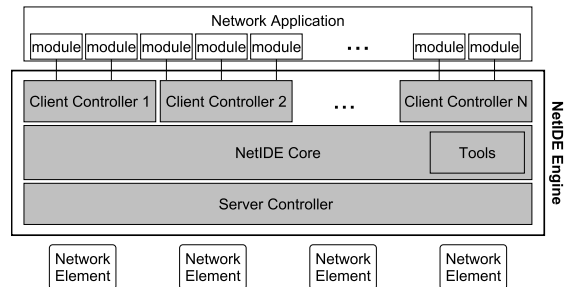 Network Application
module module module module module ... module module
Client Controller 1 Client Controller 2 ... Client Controller N
NetIDE Core Tools
Server Controller
NetIDE Engine
Network Network Network Network
Element Element Element Element